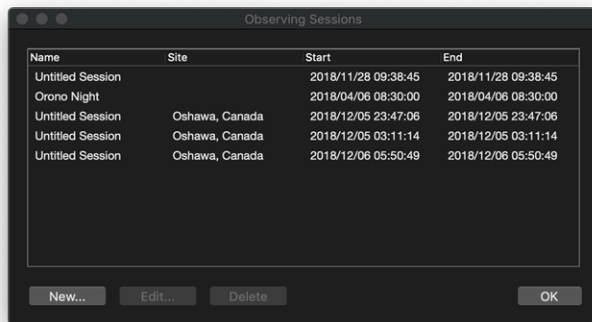 Observing Sessions
Name Site Start End
Untitled Session 2018/11/28 09:38:45 2018/11/28 09:38:45
Orono Night 2018/04/06 08:30:00 2018/04/06 08:30:00
Untitled Session Oshawa, Canada 2018/12/05 23:47:06 2018/12/05 23:47:06
Untitled Session Oshawa, Canada 2018/12/05 03:11:14 2018/12/05 03:11:14
Untitled Session Oshawa, Canada 2018/12/06 05:50:49 2018/12/06 05:50:49
New... Edit... Delete OK